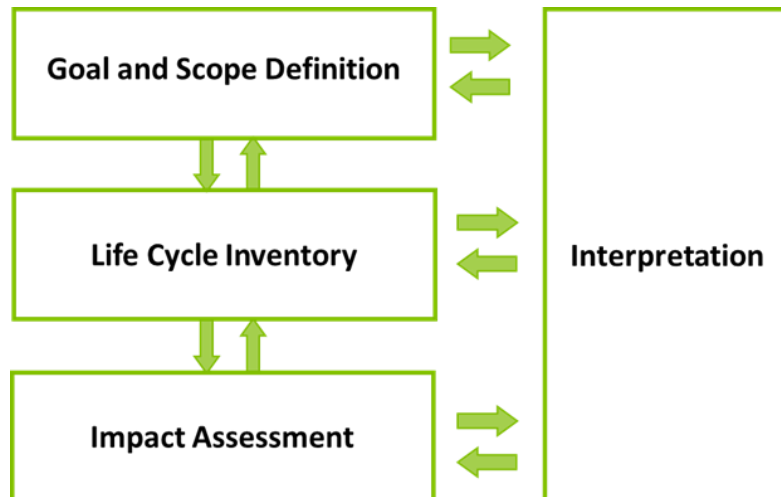 Goal and Scope Definition
Life Cycle Inventory
Interpretation
Impact Assessment